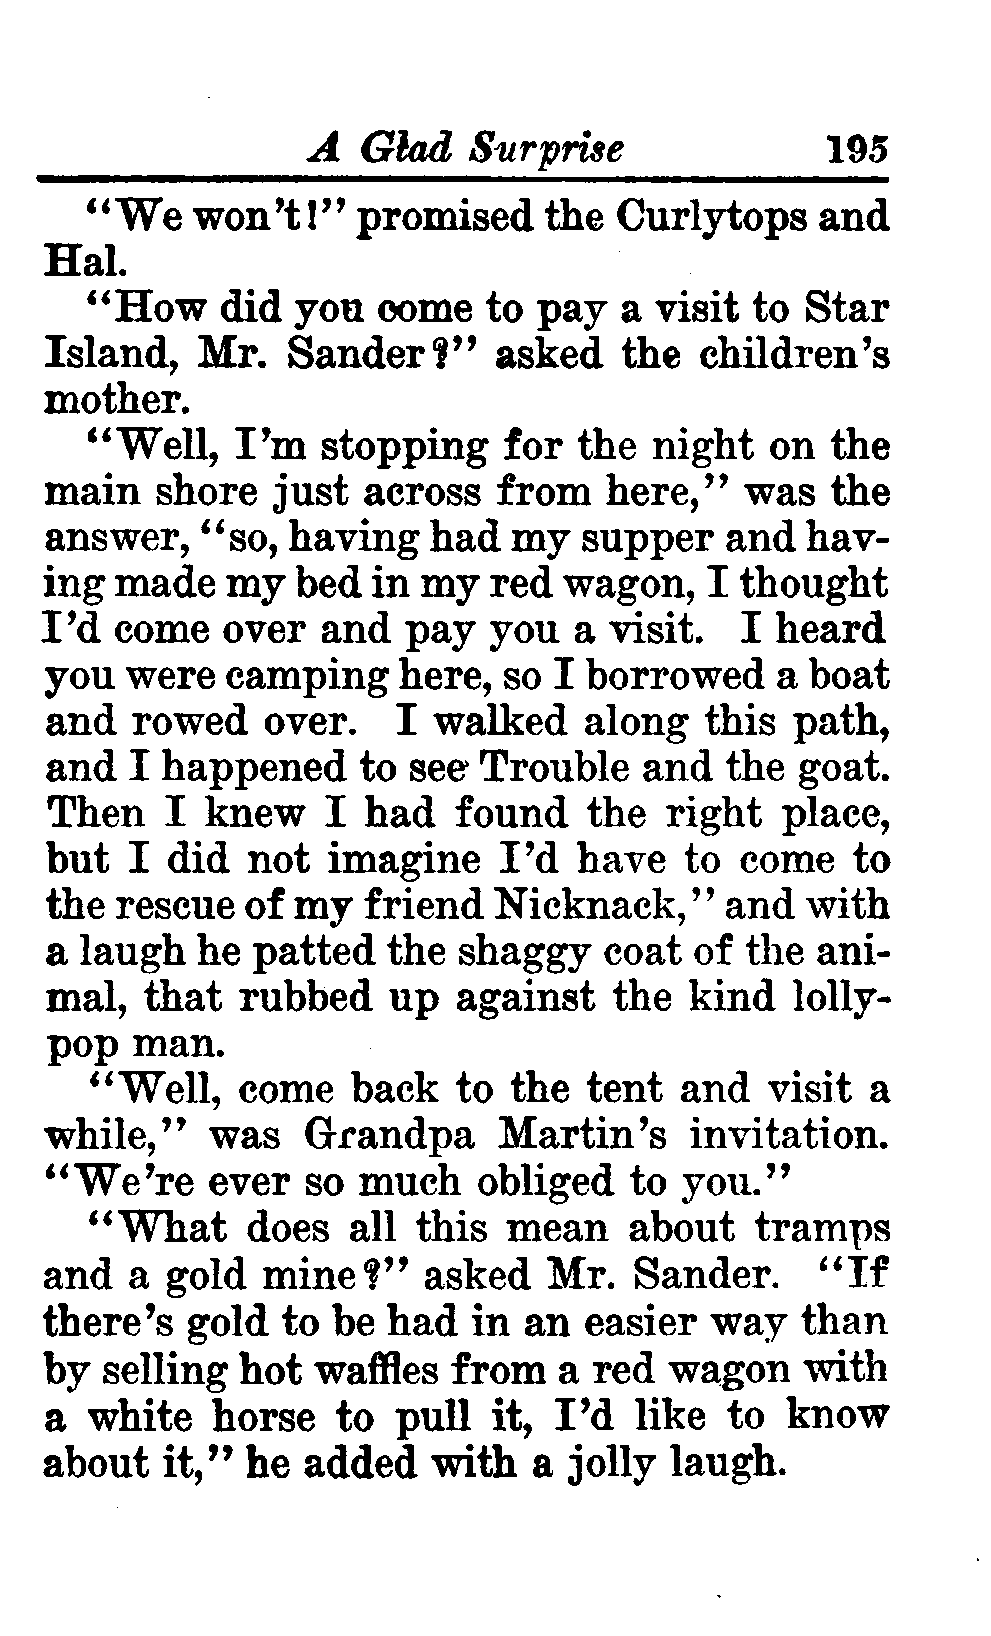 A Glad Surprise 195
“We won’t!” promised the Curlytops and
Hal.
“How did you come to pay a visit to Star
Island, Mr. Sander?” asked the children’s
mother.
“Well, I’m stopping for the night on the
main shore just across from here,” was the
answer, “so, having had my supper and hav-
ing made my bed in my red wagon, I thought
I’d come over and pay you a visit. I heard
you were camping here, so I borrowed a boat
and rowed over. I walked along this path,
and I happened to see Trouble and the goat.
Then I knew I had found the right place,
but I did not imagine I’d have to come to
the rescue of my friend Nicknack,” and with
a laugh he patted the shaggy coat of the ani-
mal, that rubbed up against the kind lolly-
pop man.
“Well, come back to the tent and visit a
while,” was Grandpa Martin’s invitation.
“We’re ever so much obliged to you.”
“What does all this mean about tramps
and a gold mine?” asked Mr. Sander. “If
there’s gold to be had in an easier way than
by selling hot waffles from a red wagon with
a white horse to pull it, I’d like to know
about it,” he added with a jolly laugh.